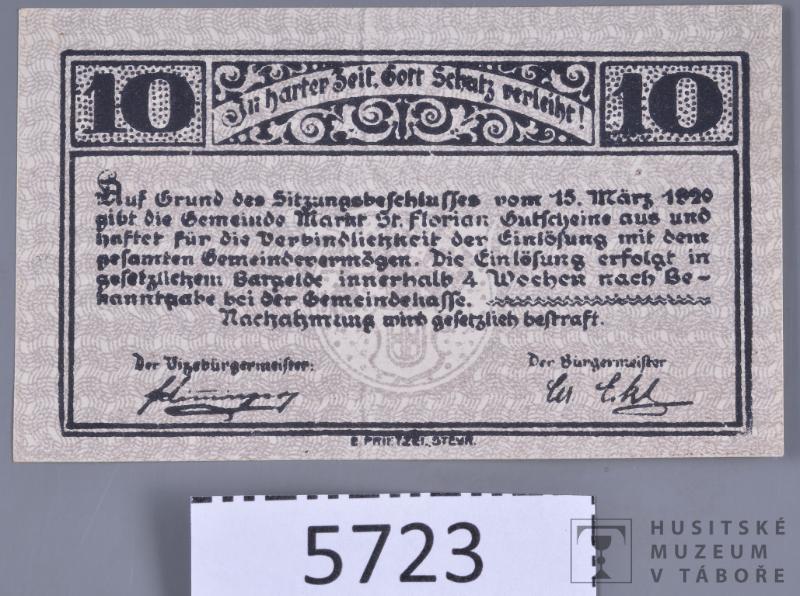 10
In harter Zeit, Gott Schutz verleiht!
10
Auf Grund des Sitzungsbeschlusses vom 15. März 1920
gibt die Gemeinde Markt St. Florian Gutscheine aus und
haftet für die Verbindlichkeit der Einlösung mit dem
gesamten Gemeindevermögen. Die Einlösung erfolgt in
gesetzlichem Bargelde innerhalb 4 Wochen nach Be-
kanntgabe bei der Gemeindekasse.
Nachahmung wird gesetzlich bestraft.
Der Vizebürgermeister:
Der Bürgermeister
E. PRIETZEL, STEYR.
5723
HUSITSKÉ
MUZEUM
V TÁBOŘE